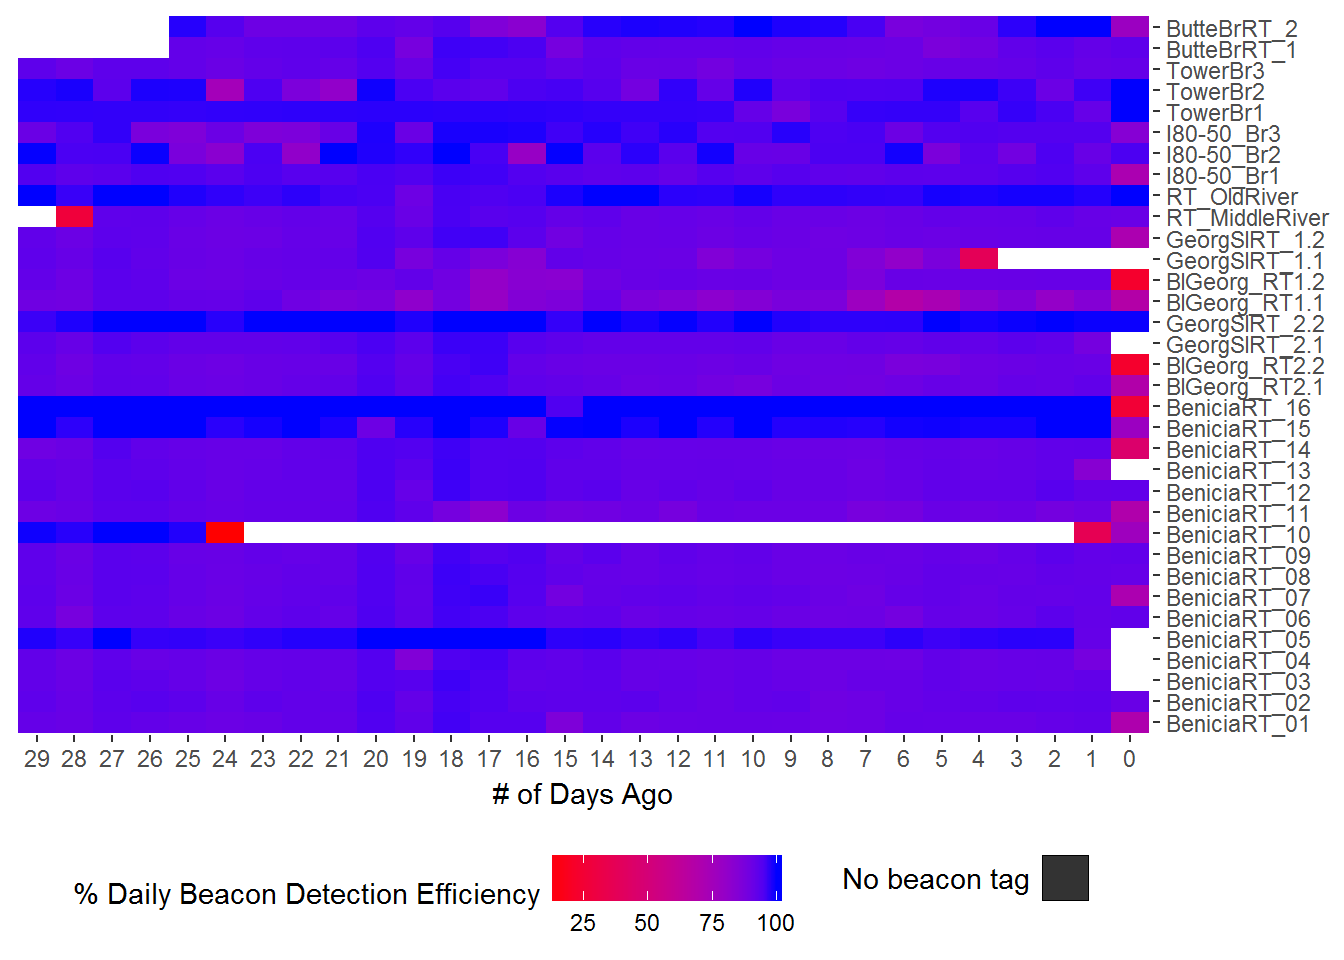 ButteBrRT_2
ButteBrRT_1
TowerBr3
TowerBr2
TowerBr1
I80-50_Br3
I80-50_Br2
I80-50_Br1
RT_OldRiver
RT_MiddleRiver
GeorgSlRT_1.2
GeorgSlRT_1.1
BlGeorg_RT1.2
BlGeorg_RT1.1
GeorgSlRT_2.2
GeorgSlRT_2.1
BlGeorg_RT2.2
BlGeorg_RT2.1
BeniciaRT_16
BeniciaRT_15
BeniciaRT_14
BeniciaRT_13
BeniciaRT_12
BeniciaRT_11
BeniciaRT_10
BeniciaRT_09
BeniciaRT_08
BeniciaRT_07
BeniciaRT_06
BeniciaRT_05
BeniciaRT_04
BeniciaRT_03
BeniciaRT_02
BeniciaRT_01
29 28 27 26 25 24 23 22 21 20 19 18 17 16 15 14 13 12 11 10 9 8 7 6 5 4 3 2 1 0
# of Days Ago
% Daily Beacon Detection Efficiency
25 50 75 100
No beacon tag